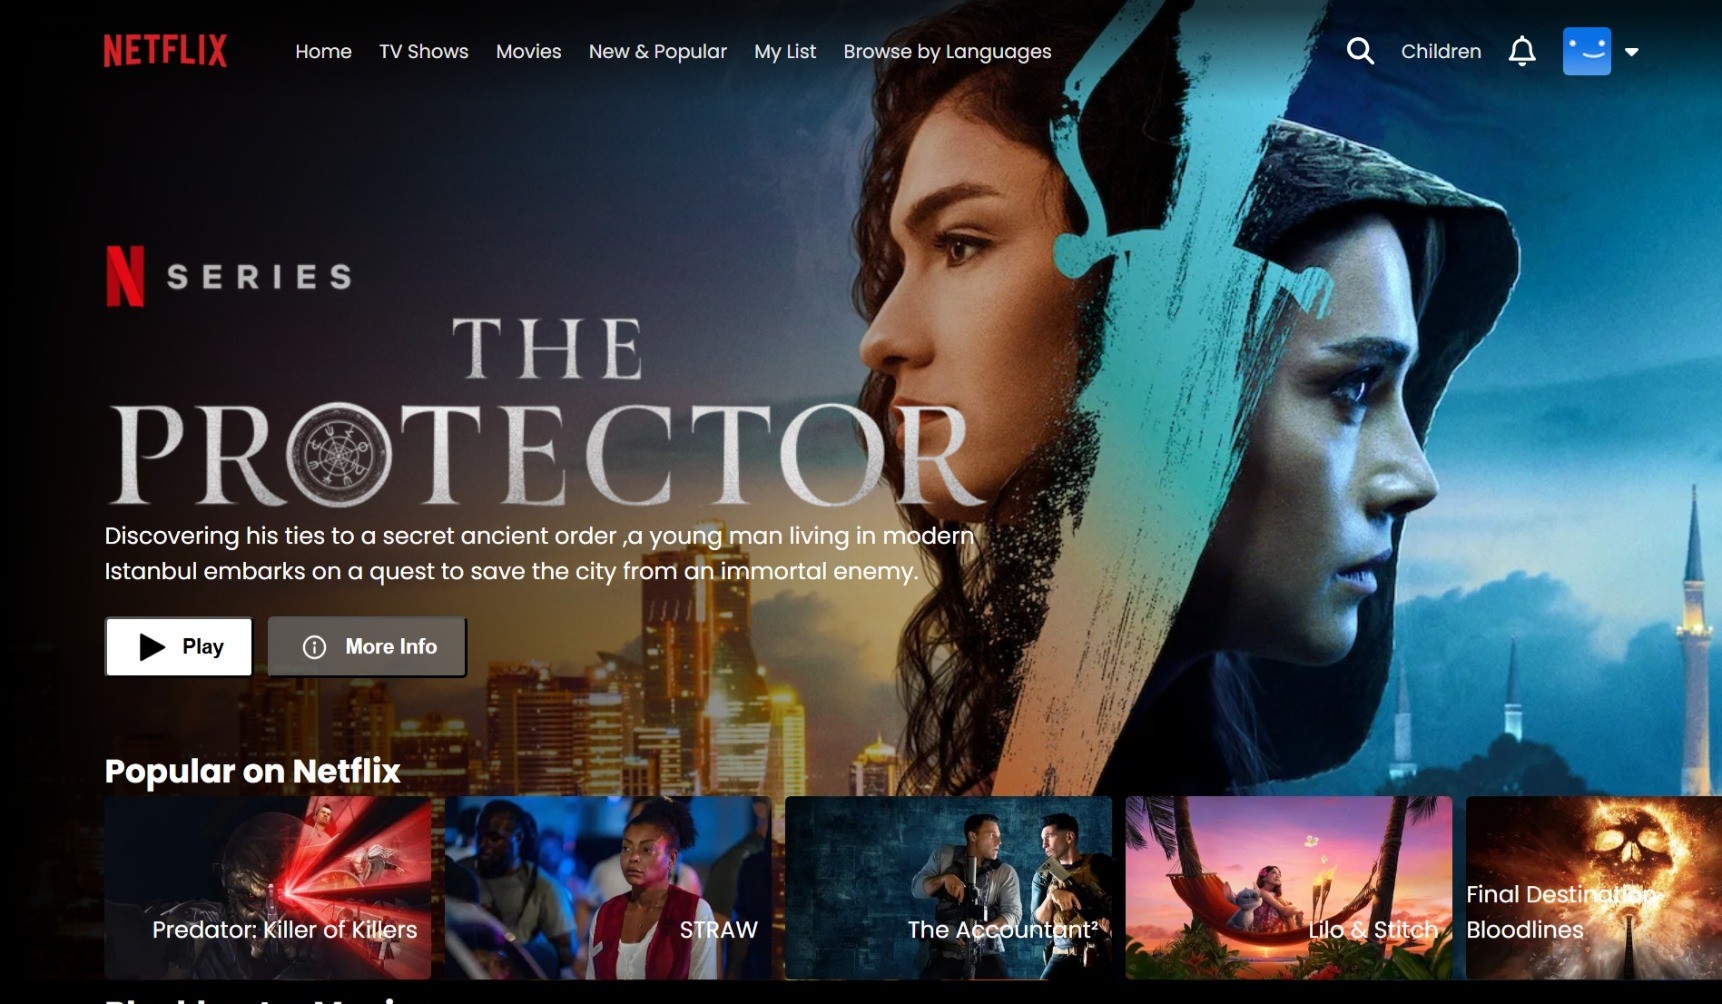 NETFLIX
Home TV Shows Movies New & Popular My List Browse by Languages
Children
N SERIES
THE
PROTECTOR
Discovering his ties to a secret ancient order ,a young man living in modern
Istanbul embarks on a quest to save the city from an immortal enemy.
Play More Info
Popular on Netflix
Predator: Killer of Killers
STRAW
The Accountant²
Lilo & Stitch
Final Destination
Bloodlines